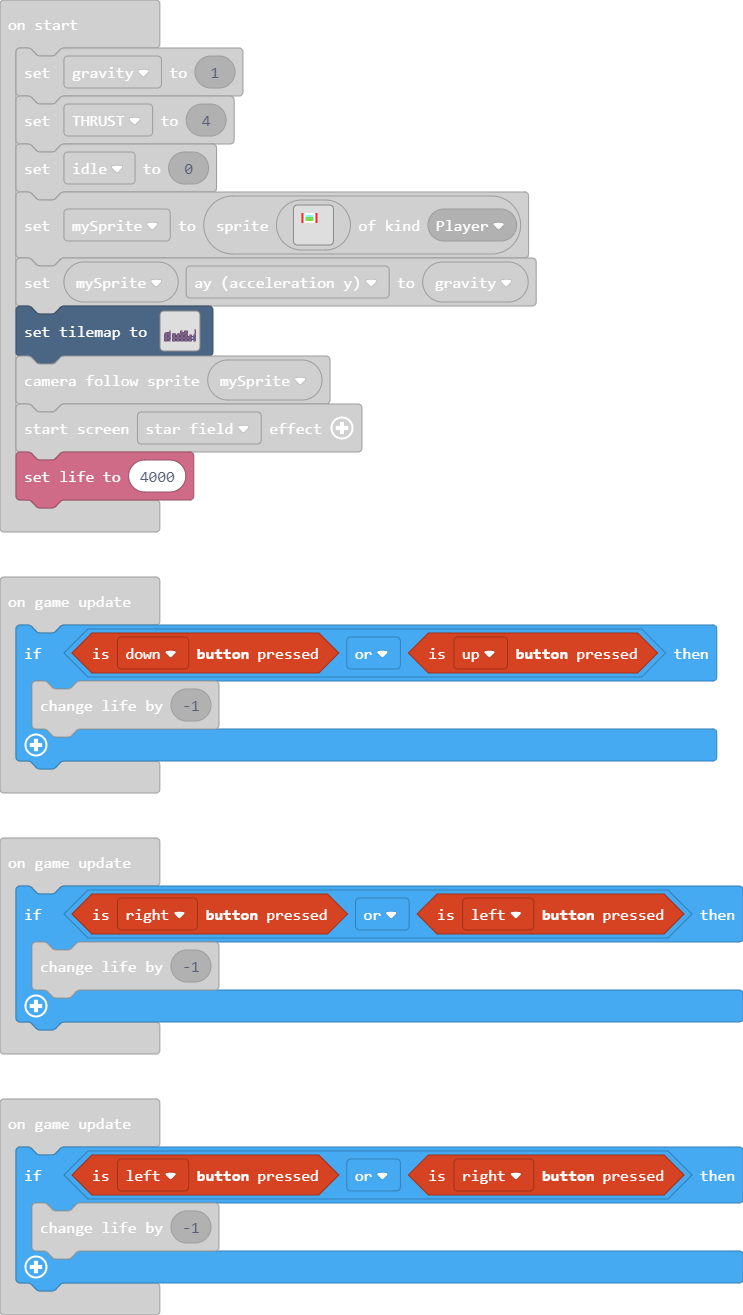 on start
set gravity to 1
set THRUST to 4
set idle to 0
set mySprite to sprite of kind Player
set mySprite ay (acceleration y) to gravity
set tilemap to
camera follow sprite mySprite
start screen star field effect
set life to 4000
on game update
if is down button pressed or is up button pressed then
change life by -1
on game update
if is right button pressed or is left button pressed then
change life by -1
on game update
if is left button pressed or is right button pressed then
change life by -1